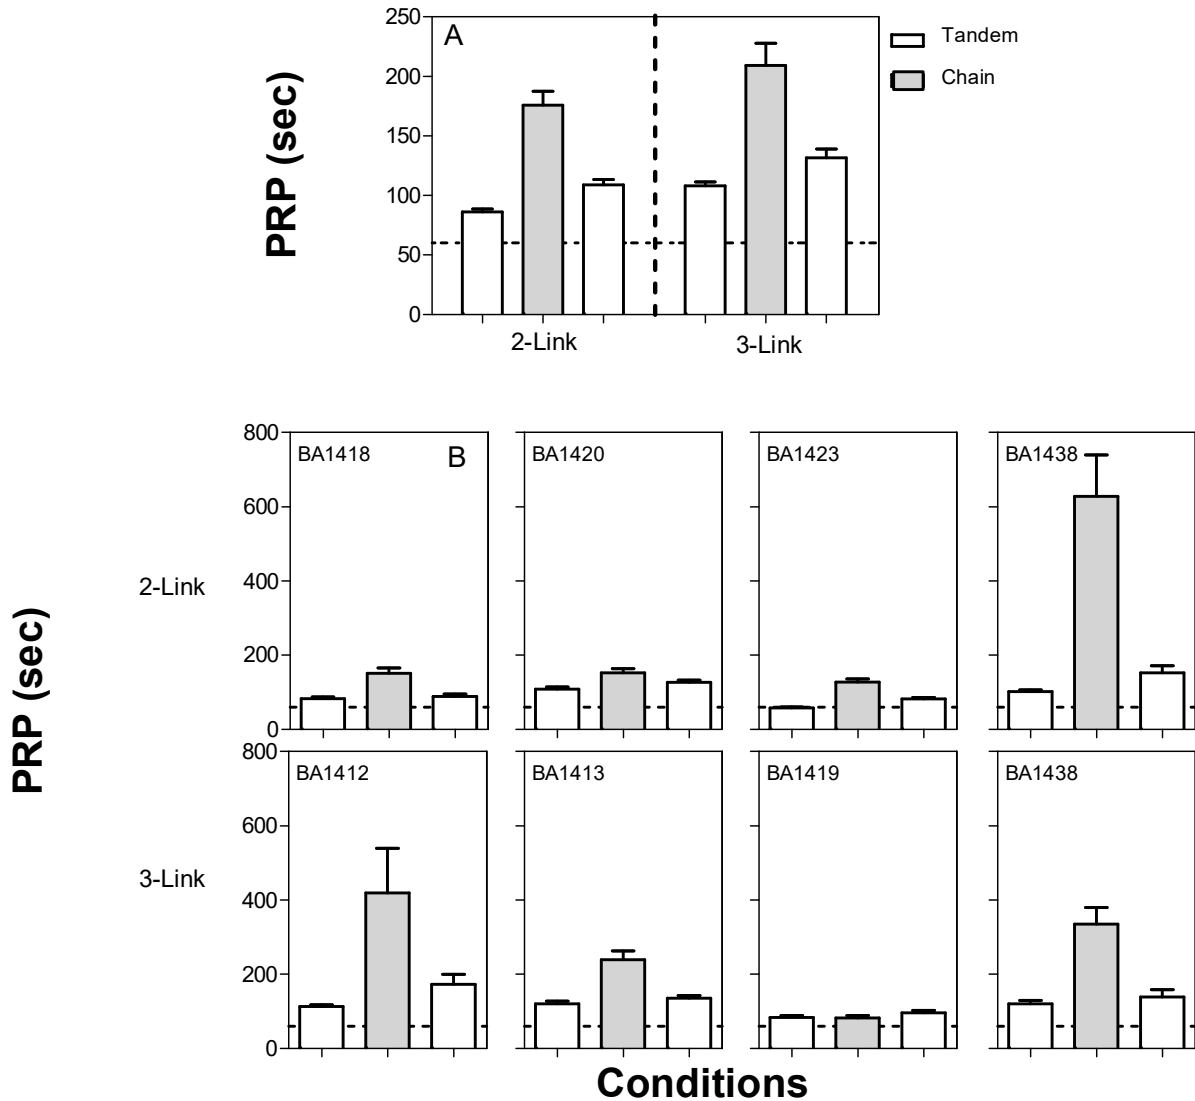 A
Tandem
Chain
PRP (sec)
250
200
150
100
50
0
2-Link
3-Link
PRP (sec)
2-Link
800
600
400
200
0
BA1418
B
BA1420
BA1423
BA1438
3-Link
800
600
400
200
0
BA1412
BA1413
BA1419
BA1438
Conditions